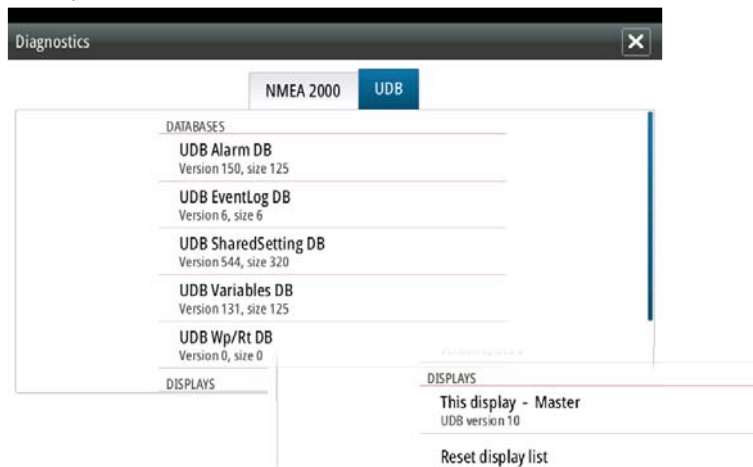 Diagnostics
NMEA 2000
UDB
DATABASES
UDB Alarm DB
Version 150, size 125
UDB EventLog DB
Version 6, size 6
UDB SharedSetting DB
Version 544, size 320
UDB Variables DB
Version 131, size 125
UDB Wp/Rt DB
Version 0, size 0
DISPLAYS
DISPLAYS
This display - Master
UDB version 10
Reset display list